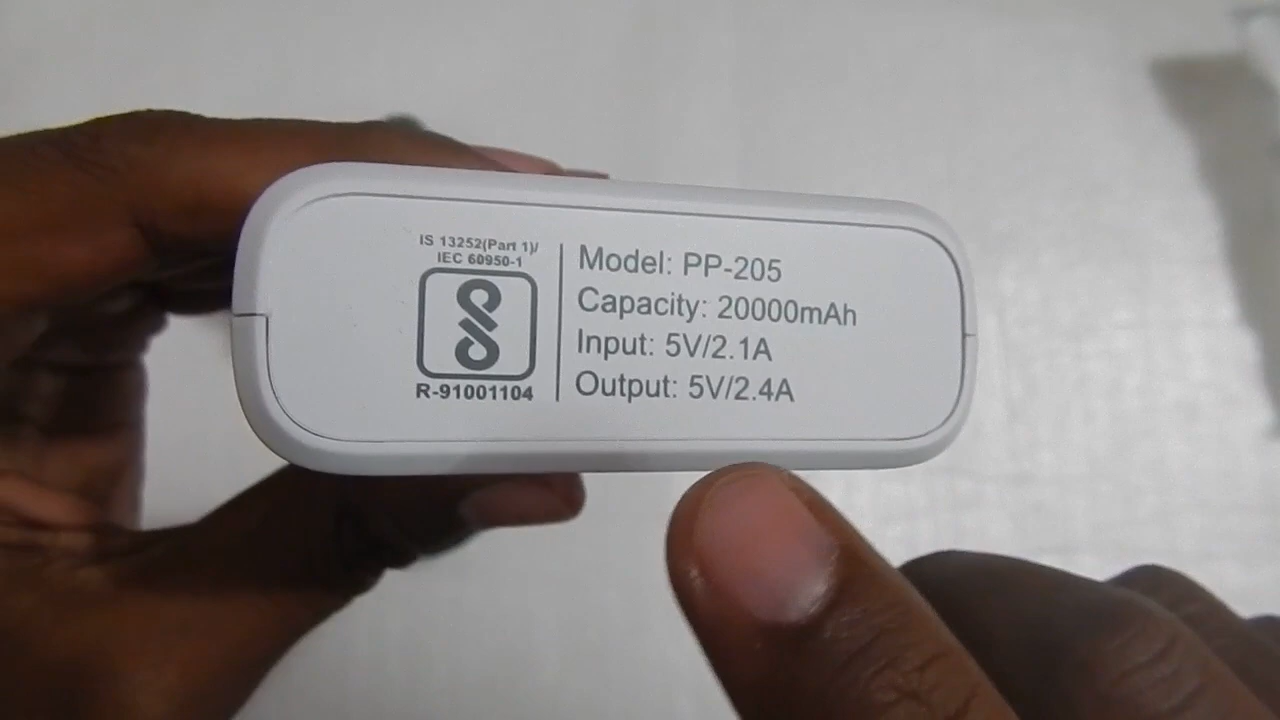 IS 13252(Part 1)/
IEC 60950-1
R-91001104
Model: PP-205
Capacity: 20000mAh
Input: 5V/2.1A
Output: 5V/2.4A